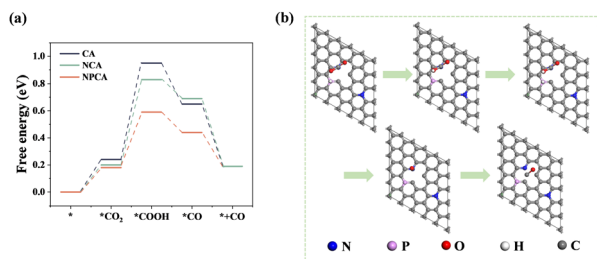 (a)
Free energy (eV)
1.0
0.8
0.6
0.4
0.2
0.0
CA
NCA
NPCA
*
*CO₂
*COOH
*CO
*+CO
(b)
N
P
O
H
C